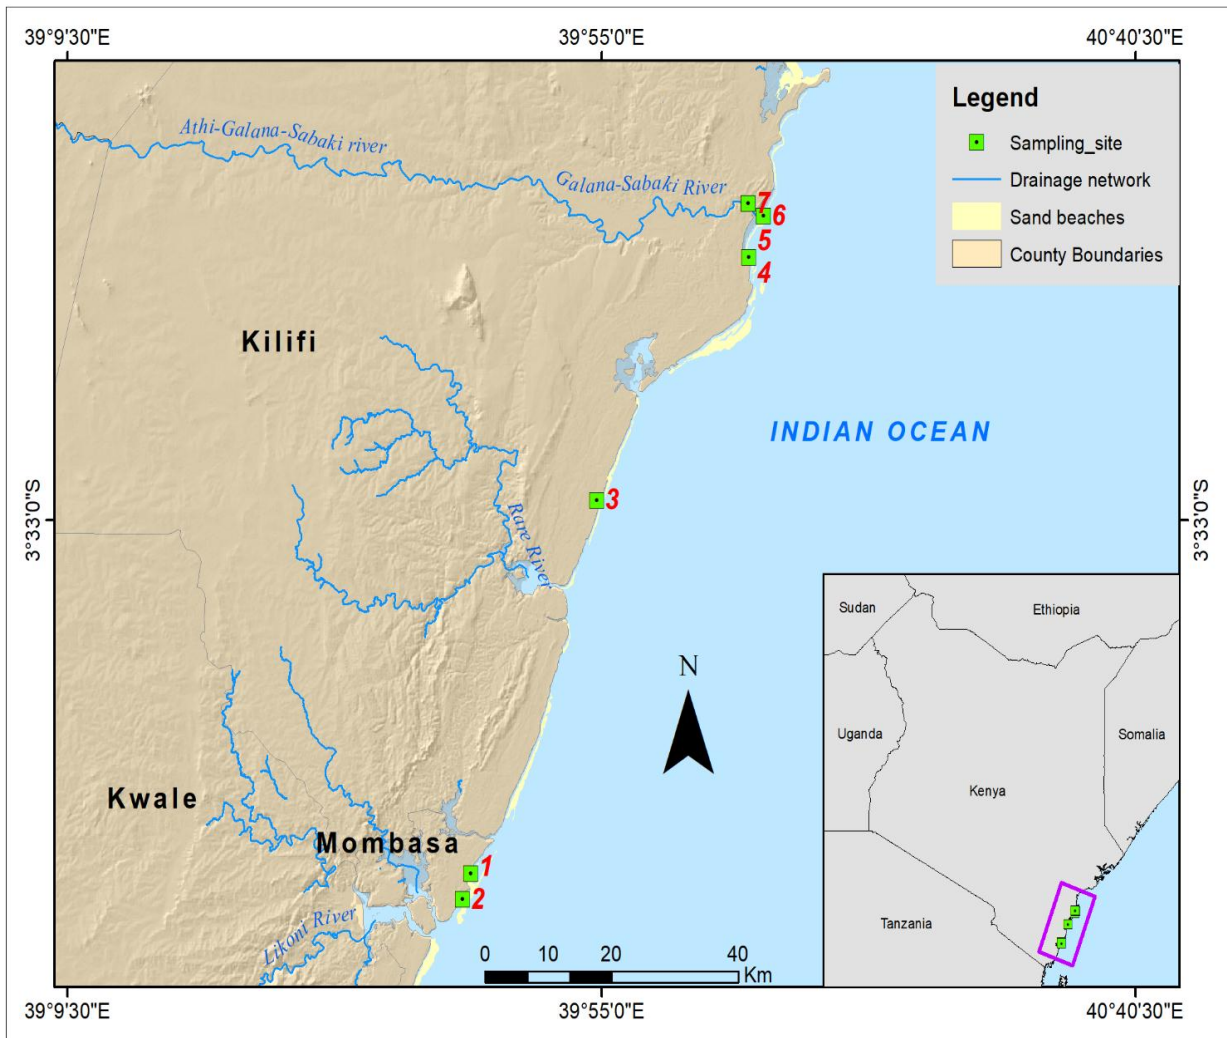 39°9'30"E
39°55'0"E
40°40'30"E
Legend
Sampling_site
Drainage network
Sand beaches
County Boundaries
Athi-Galana-Sabaki river
Galana-Sabaki River
7
6
5
4
Kilifi
INDIAN OCEAN
3
3°33'0"S
3°33'0"S
Rare River
Sudan
Ethiopia
Uganda
Somalia
Kenya
Tanzania
N
Kwale
Mombasa
1
2
Likoni River
0 10 20 40
Km
39°9'30"E
39°55'0"E
40°40'30"E